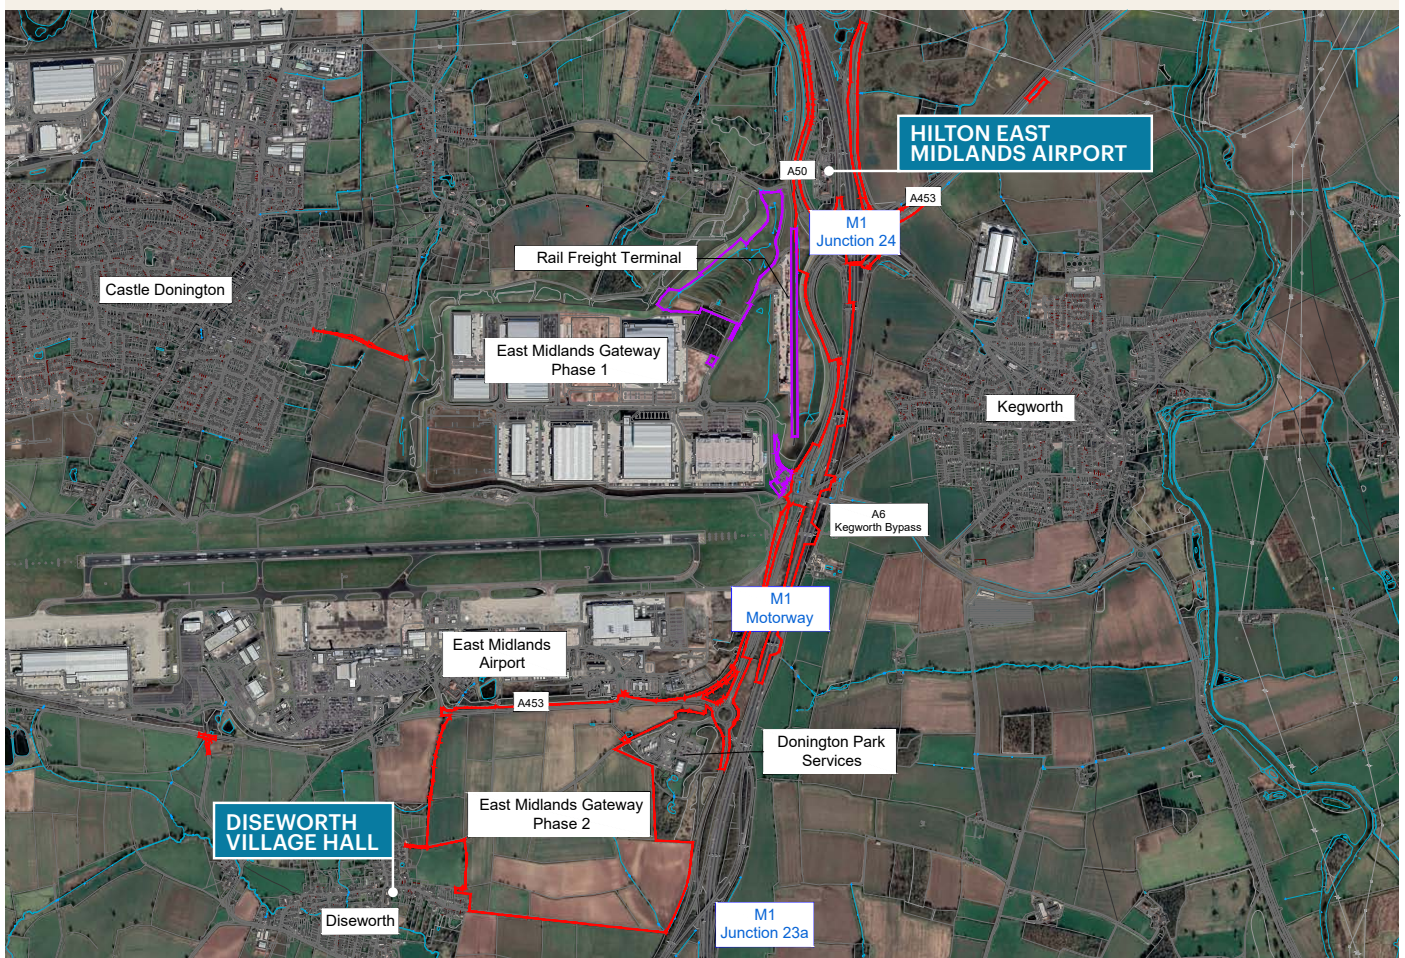 HILTON EAST
MIDLANDS AIRPORT
A50
A453
M1
Junction 24
Rail Freight Terminal
Castle Donington
East Midlands Gateway
Phase 1
Kegworth
A6
Kegworth Bypass
M1
Motorway
East Midlands
Airport
A453
Donington Park
Services
East Midlands Gateway
Phase 2
DISEWORTH
VILLAGE HALL
Diseworth
M1
Junction 23a